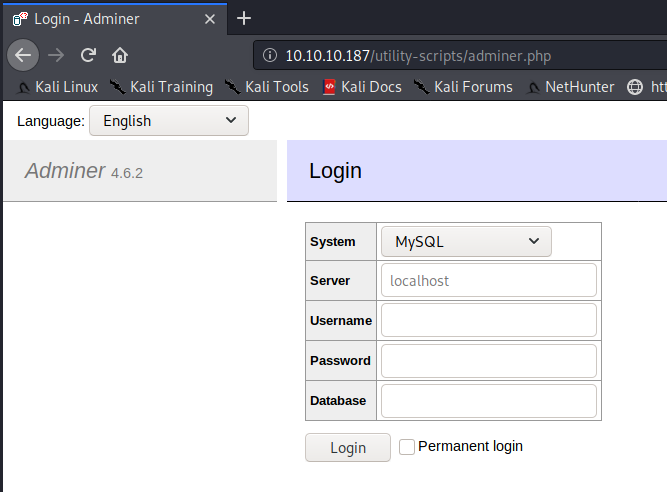 Login - Adminer
10.10.10.187/utility-scripts/adminer.php
Kali Linux Kali Training Kali Tools Kali Docs Kali Forums NetHunter
Language: English
Adminer 4.6.2
Login
System MySQL
Server localhost
Username
Password
Database
Login Permanent login